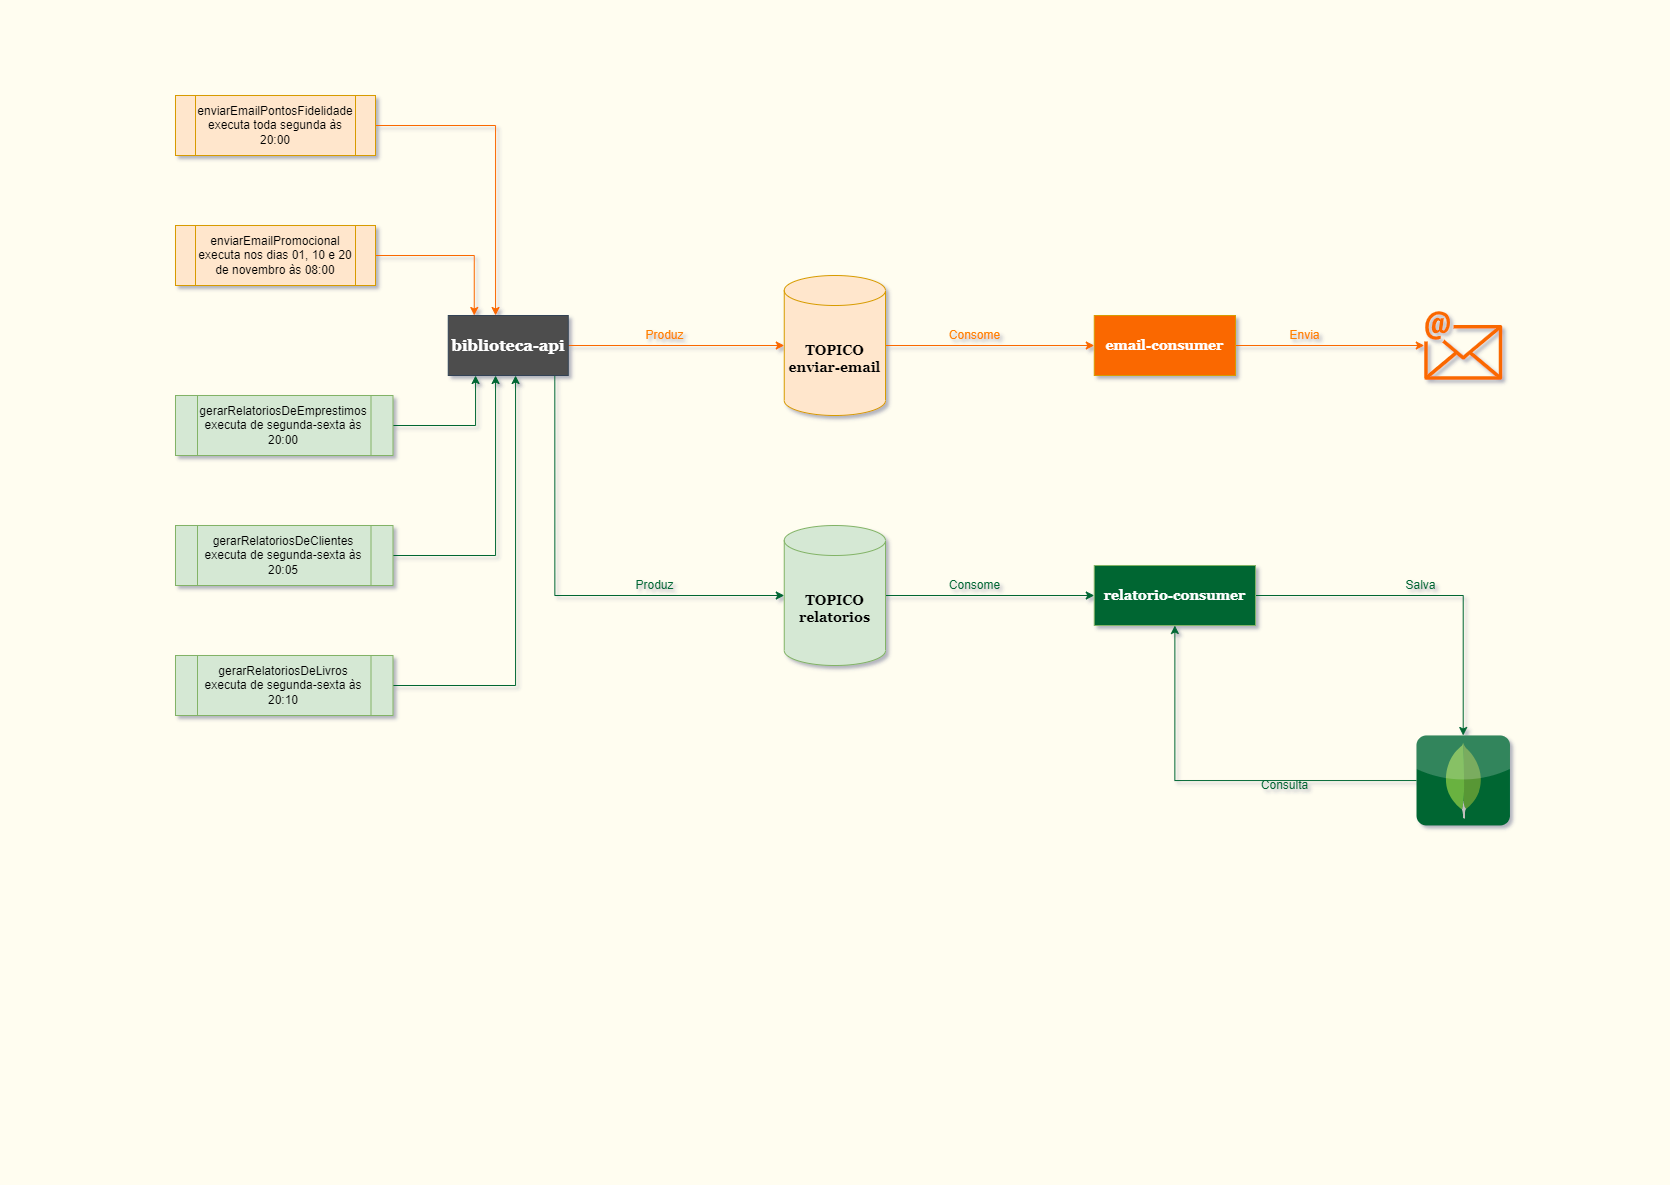 enviarEmailPontosFidelidade
executa toda segunda às
20:00
enviarEmailPromocional
executa nos dias 01, 10 e 20
de novembro às 08:00
biblioteca-api
Produz
TOPICO
enviar-email
Consome
email-consumer
Envia
@
gerarRelatoriosDeEmprestimos
executa de segunda-sexta às
20:00
gerarRelatoriosDeClientes
executa de segunda-sexta às
20:05
gerarRelatoriosDeLivros
executa de segunda-sexta às
20:10
Produz
TOPICO
relatorios
Consome
relatorio-consumer
Salva
Consulta